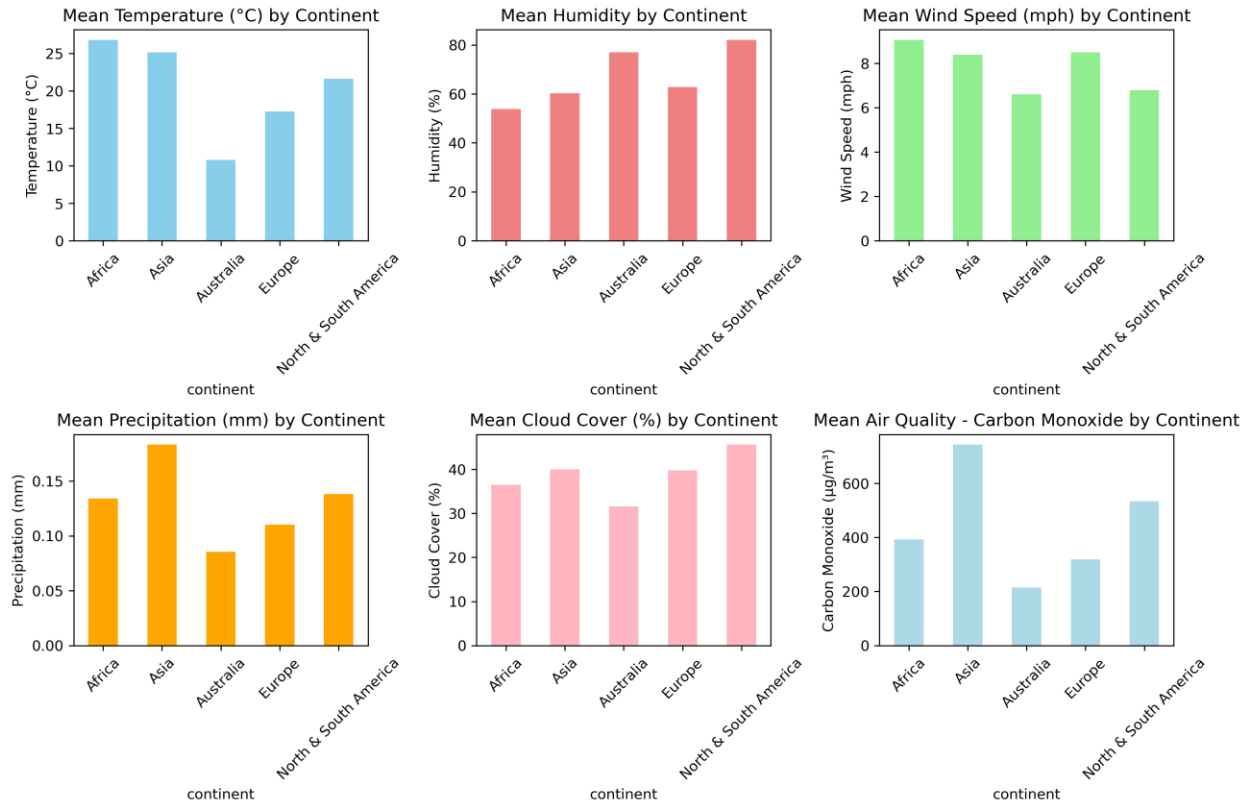 Mean Temperature (°C) by Continent
Temperature (°C)
25
20
15
10
5
0
Africa
Asia
Australia
Europe
North & South America
continent
Mean Humidity by Continent
Humidity (%)
80
60
40
20
0
Africa
Asia
Australia
Europe
North & South America
continent
Mean Wind Speed (mph) by Continent
Wind Speed (mph)
8
6
4
2
0
Africa
Asia
Australia
Europe
North & South America
continent
Mean Precipitation (mm) by Continent
Precipitation (mm)
0.15
0.10
0.05
0.00
Africa
Asia
Australia
Europe
North & South America
continent
Mean Cloud Cover (%) by Continent
Cloud Cover (%)
40
30
20
10
0
Africa
Asia
Australia
Europe
North & South America
continent
Mean Air Quality - Carbon Monoxide by Continent
Carbon Monoxide (μg/m³)
600
400
200
0
Africa
Asia
Australia
Europe
North & South America
continent